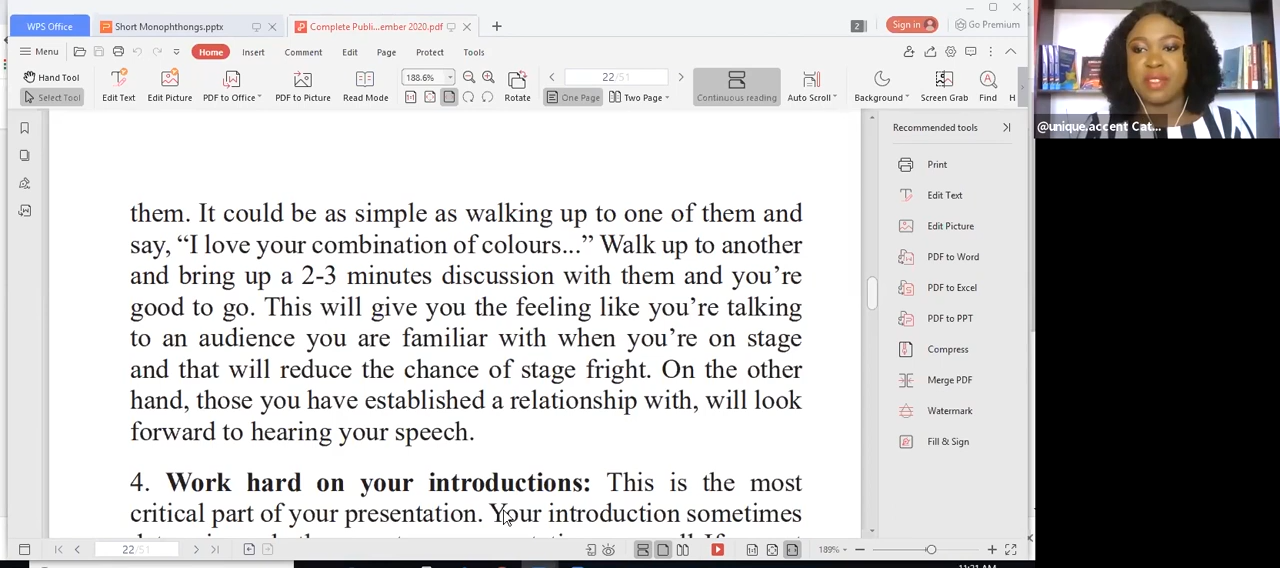 WPS Office
Short Monophthongs.pptx
Complete Publi...ember 2020.pdf
2
Sign in
Go Premium
Menu
Home
Insert
Comment
Edit
Page
Protect
Tools
Hand Tool
Select Tool
Edit Text
Edit Picture
PDF to Office
PDF to Picture
Read Mode
188.6%
Rotate
22/51
One Page
Two Page
Continuous reading
Auto Scroll
Background
Screen Grab
Find
H
Recommended tools
Print
Edit Text
Edit Picture
PDF to Word
PDF to Excel
PDF to PPT
Compress
Merge PDF
Watermark
Fill & Sign
@unique.accent Cat...
them. It could be as simple as walking up to one of them and
say, “I love your combination of colours...” Walk up to another
and bring up a 2-3 minutes discussion with them and you’re
good to go. This will give you the feeling like you’re talking
to an audience you are familiar with when you’re on stage
and that will reduce the chance of stage fright. On the other
hand, those you have established a relationship with, will look
forward to hearing your speech.
4. Work hard on your introductions: This is the most
critical part of your presentation. Your introduction sometimes
22/51
189%
11:21 AM